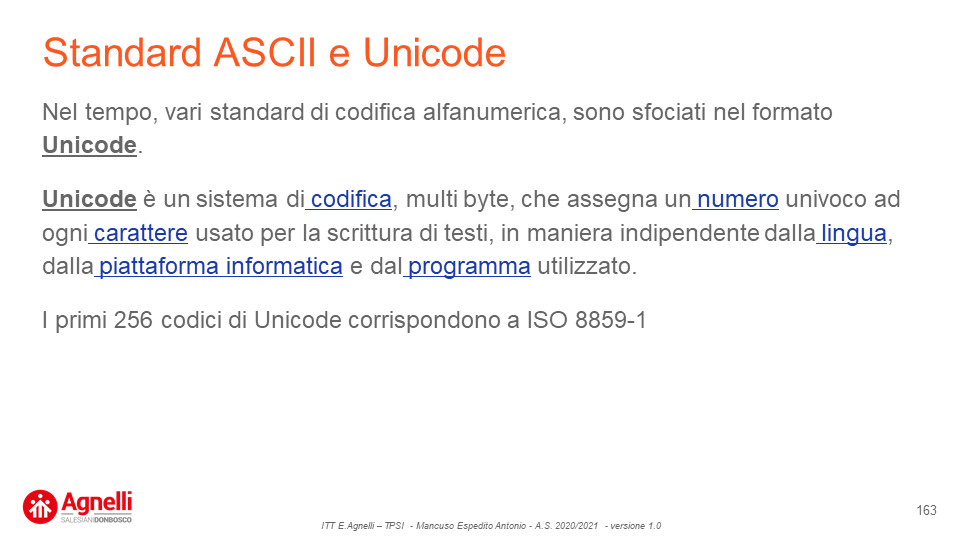 Standard ASCII e Unicode
Nel tempo, vari standard di codifica alfanumerica, sono sfociati nel formato
Unicode.
Unicode è un sistema di codifica, multi byte, che assegna un numero univoco ad
ogni carattere usato per la scrittura di testi, in maniera indipendente dalla lingua,
dalla piattaforma informatica e dal programma utilizzato.
I primi 256 codici di Unicode corrispondono a ISO 8859-1
Agnelli
SALESIANIDONBOSCO
163
ITT E.Agnelli – TPSI - Mancuso Espedito Antonio - A.S. 2020/2021 - versione 1.0